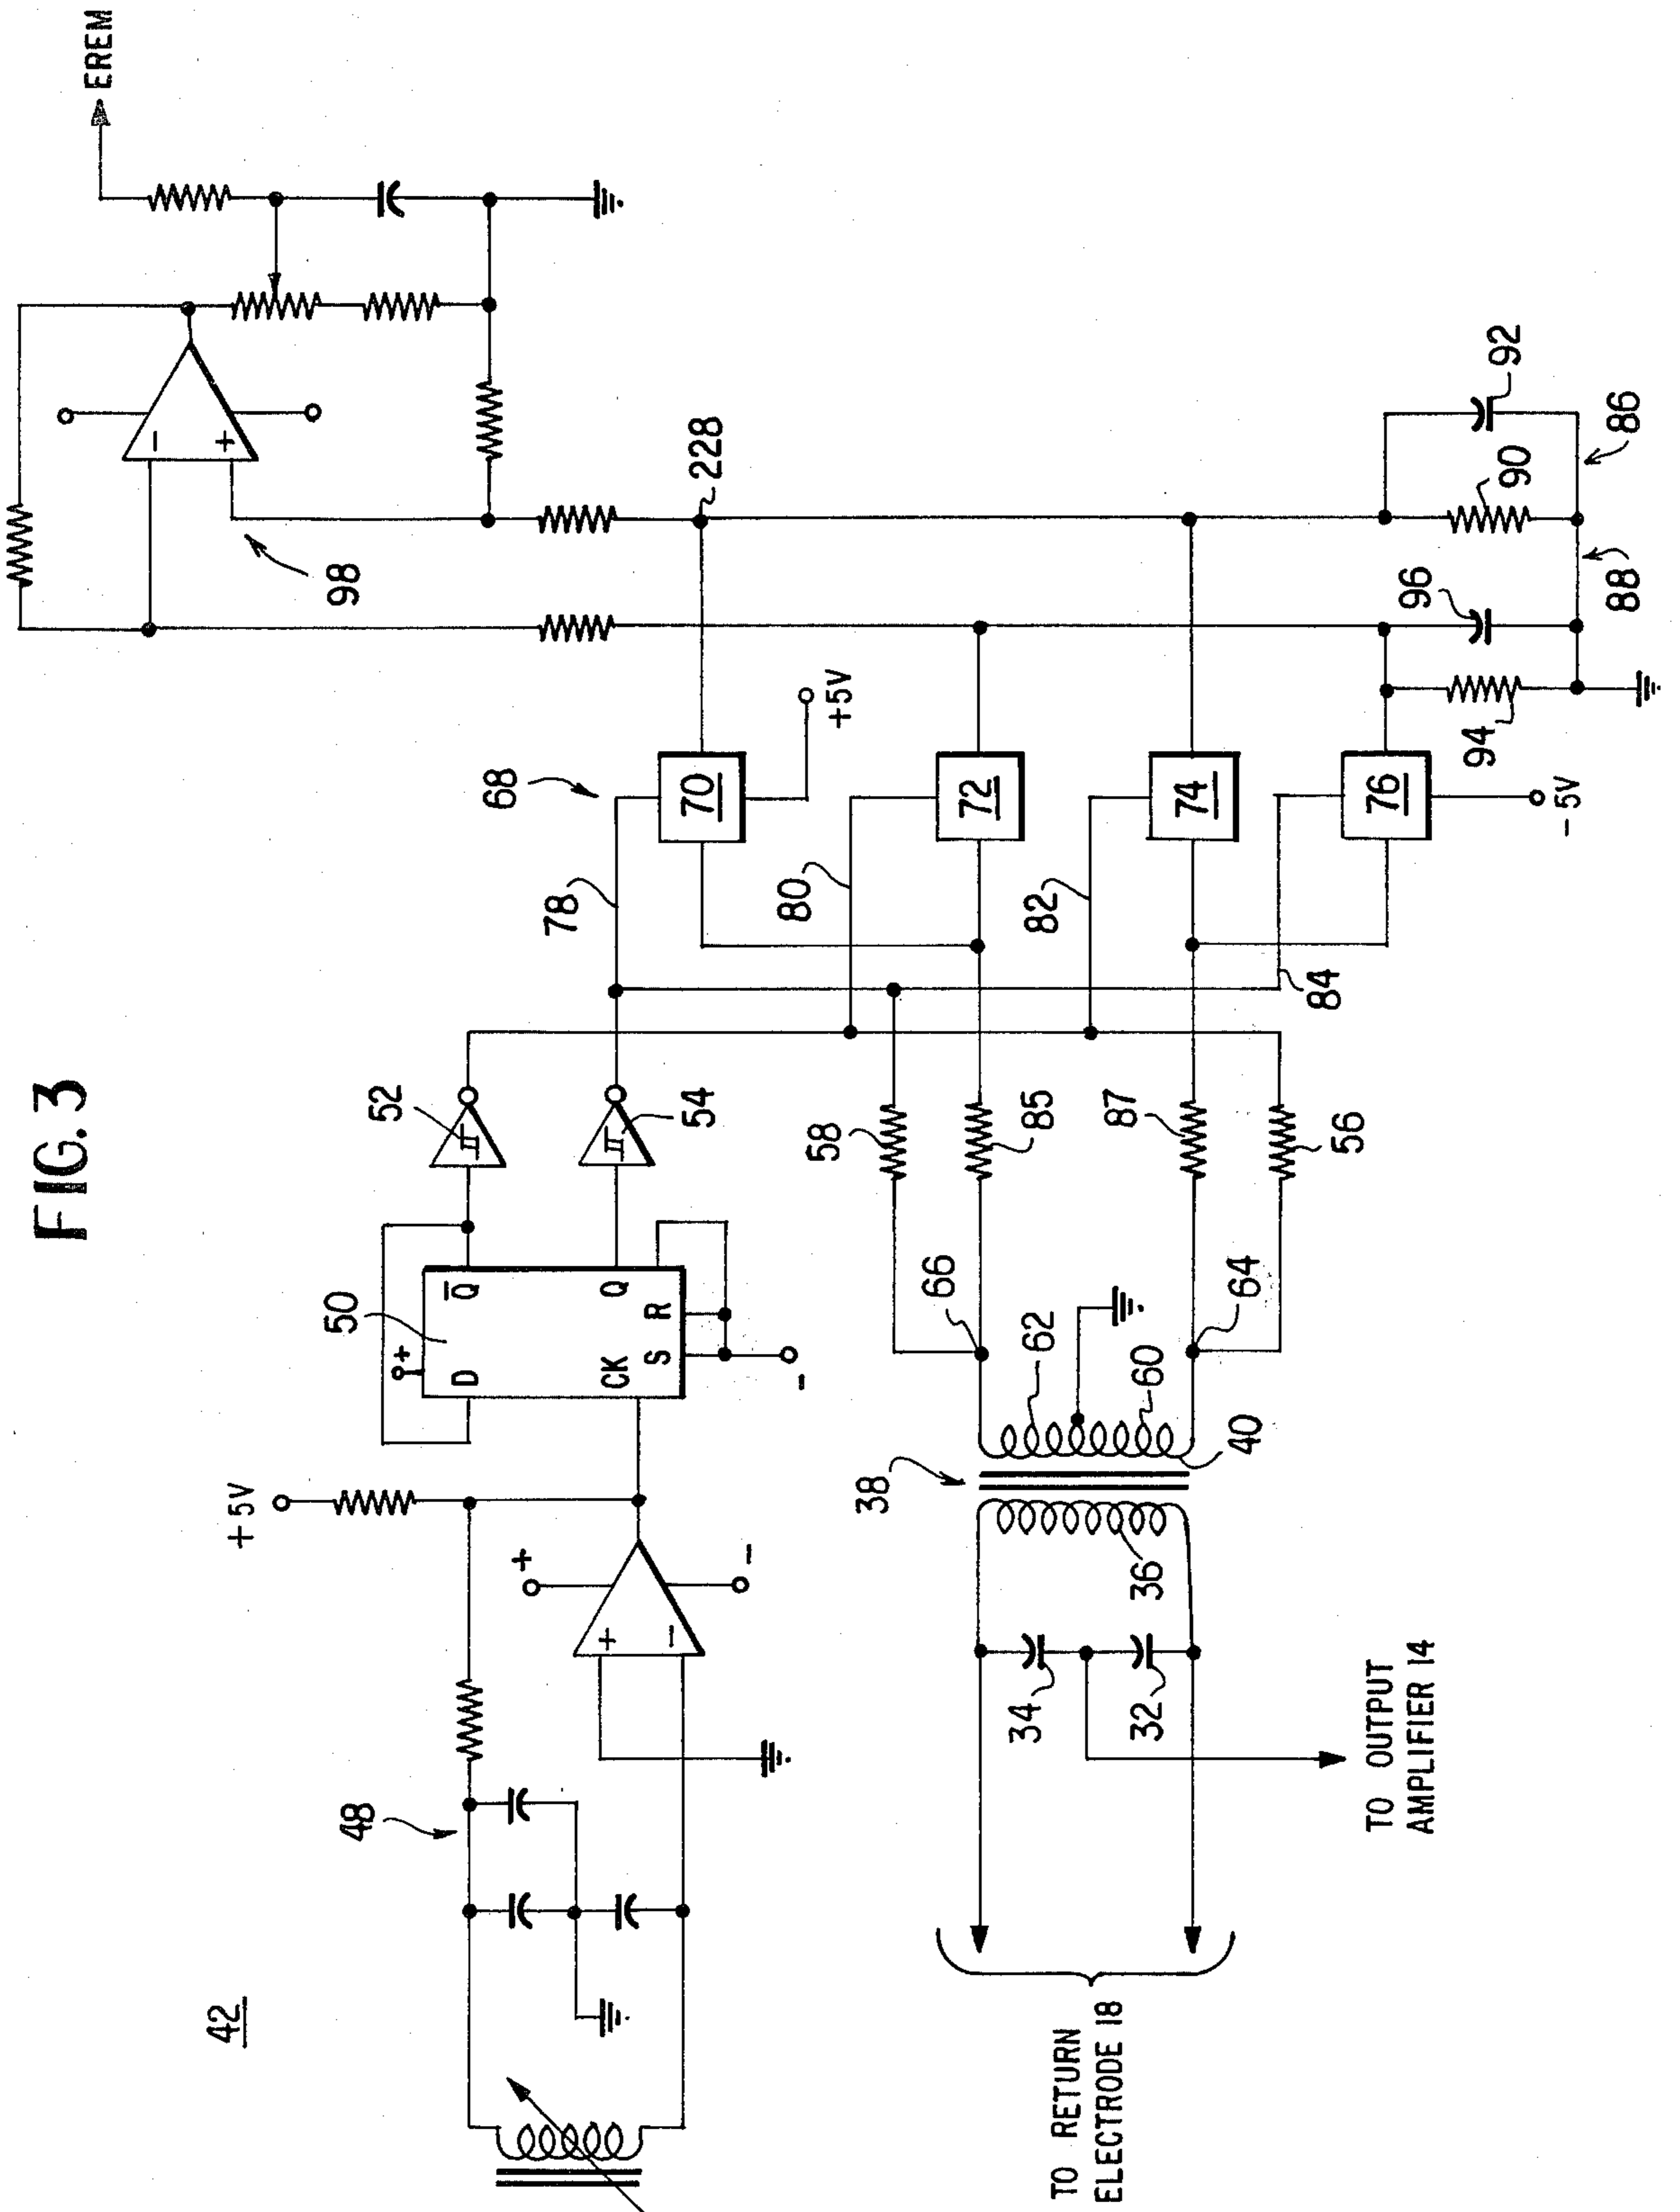 FIG. 3
42
48
+5V
+
-
+
-
50
+
D
Q̅
CK
Q
S
R
-
52
54
78
68
70
+5V
80
72
82
74
84
76
-5V
58
85
87
56
66
64
62
60
40
38
36
34
32
TO RETURN
ELECTRODE 18
TO OUTPUT
AMPLIFIER 14
-
+
98
228
EREM
96
94
92
90
88
86